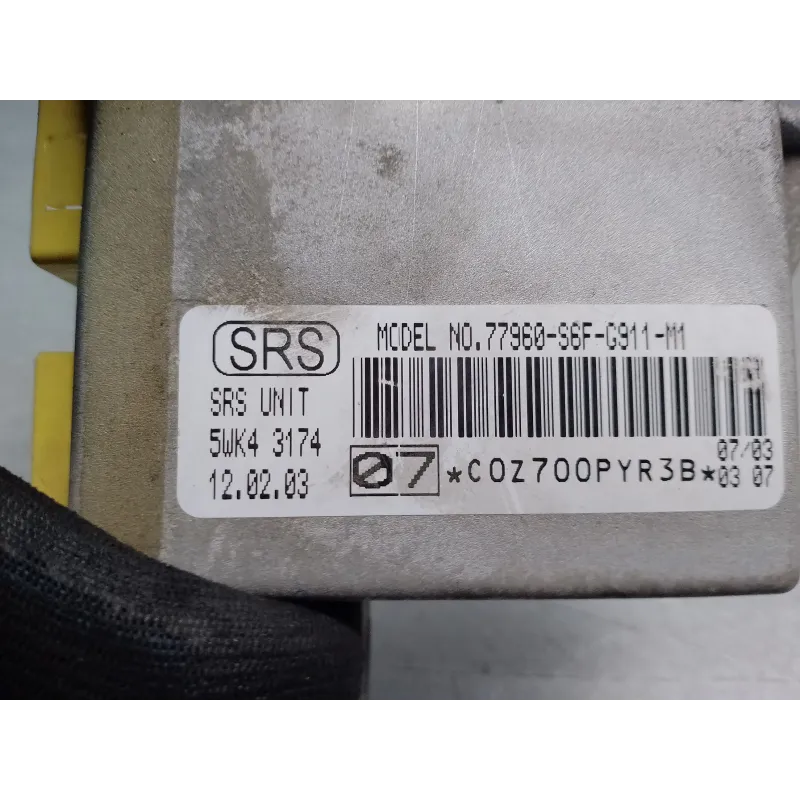 SRS
MODEL NO.77960-S6F-G911-M1
SRS UNIT
5WK4 3174
12.02.03
07
*C0Z700PYR3B*
07/03
03 07